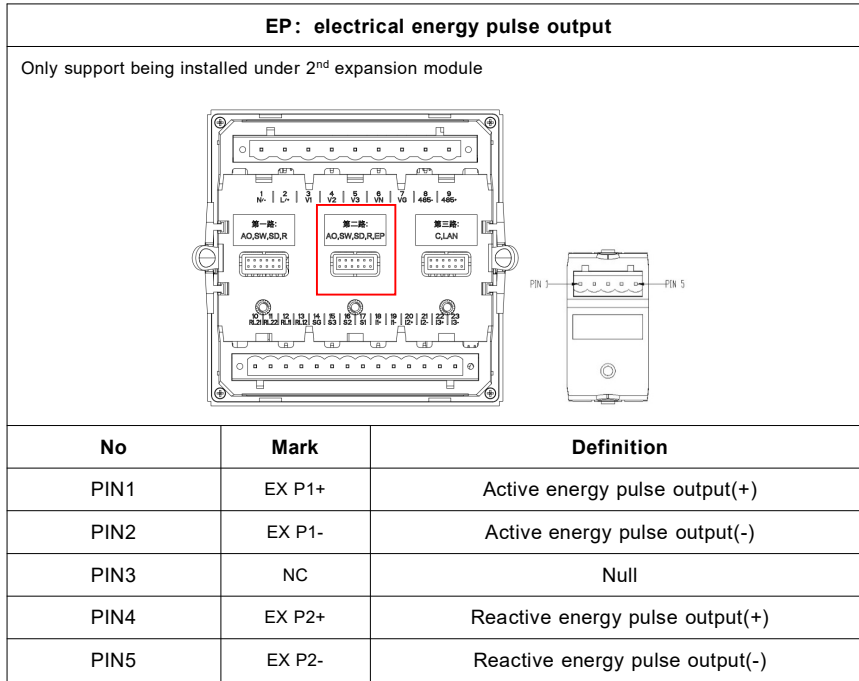 EP：electrical energy pulse output
Only support being installed under 2nd expansion module
1 2 3 4 5 6 7 8 9
N/- L/+ V1 V2 V3 VN VG 485- 485+
第一路: 第二路: 第三路:
AO,SW,SD,R AO,SW,SD,R,EP C,LAN
PIN 1 PIN 5
10 11 12 13 14 15 16 17 18 19 20 21 22 23
RL21 RL22 RL11 RL12 SG S3 S2 S1 I1+ I1- I2+ I2- I3+ I3-
No Mark Definition
PIN1 EX P1+ Active energy pulse output(+)
PIN2 EX P1- Active energy pulse output(-)
PIN3 NC Null
PIN4 EX P2+ Reactive energy pulse output(+)
PIN5 EX P2- Reactive energy pulse output(-)